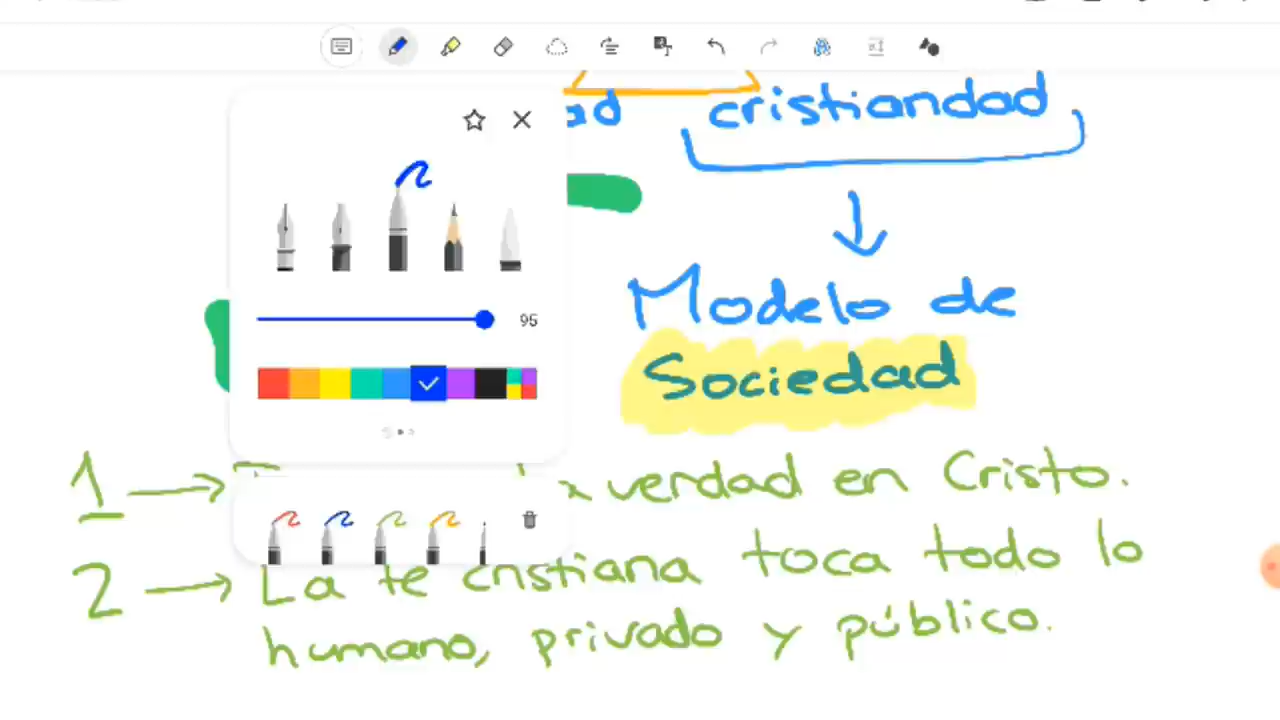 ad cristiandad
95
Modelo de
Sociedad
1 → verdad en Cristo.
2 → La fe cristiana toca todo lo
humano, privado y público.